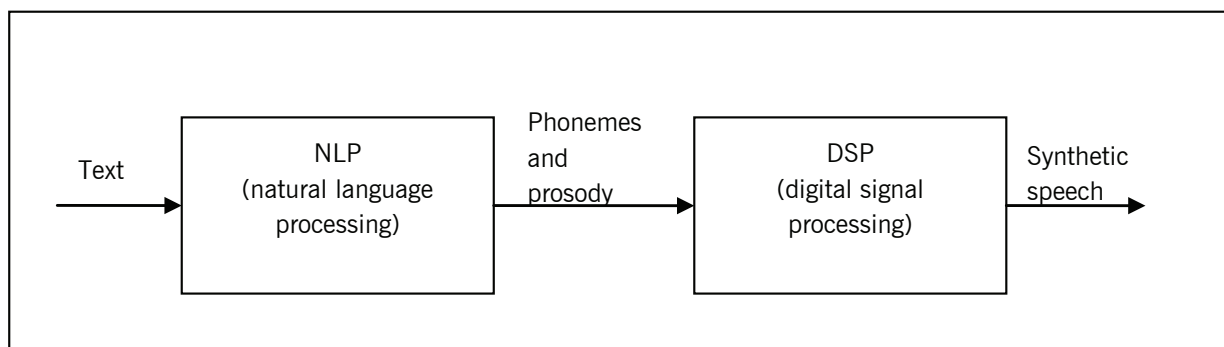 Text
NLP
(natural language
processing)
Phonemes
and
prosody
DSP
(digital signal
processing)
Synthetic
speech